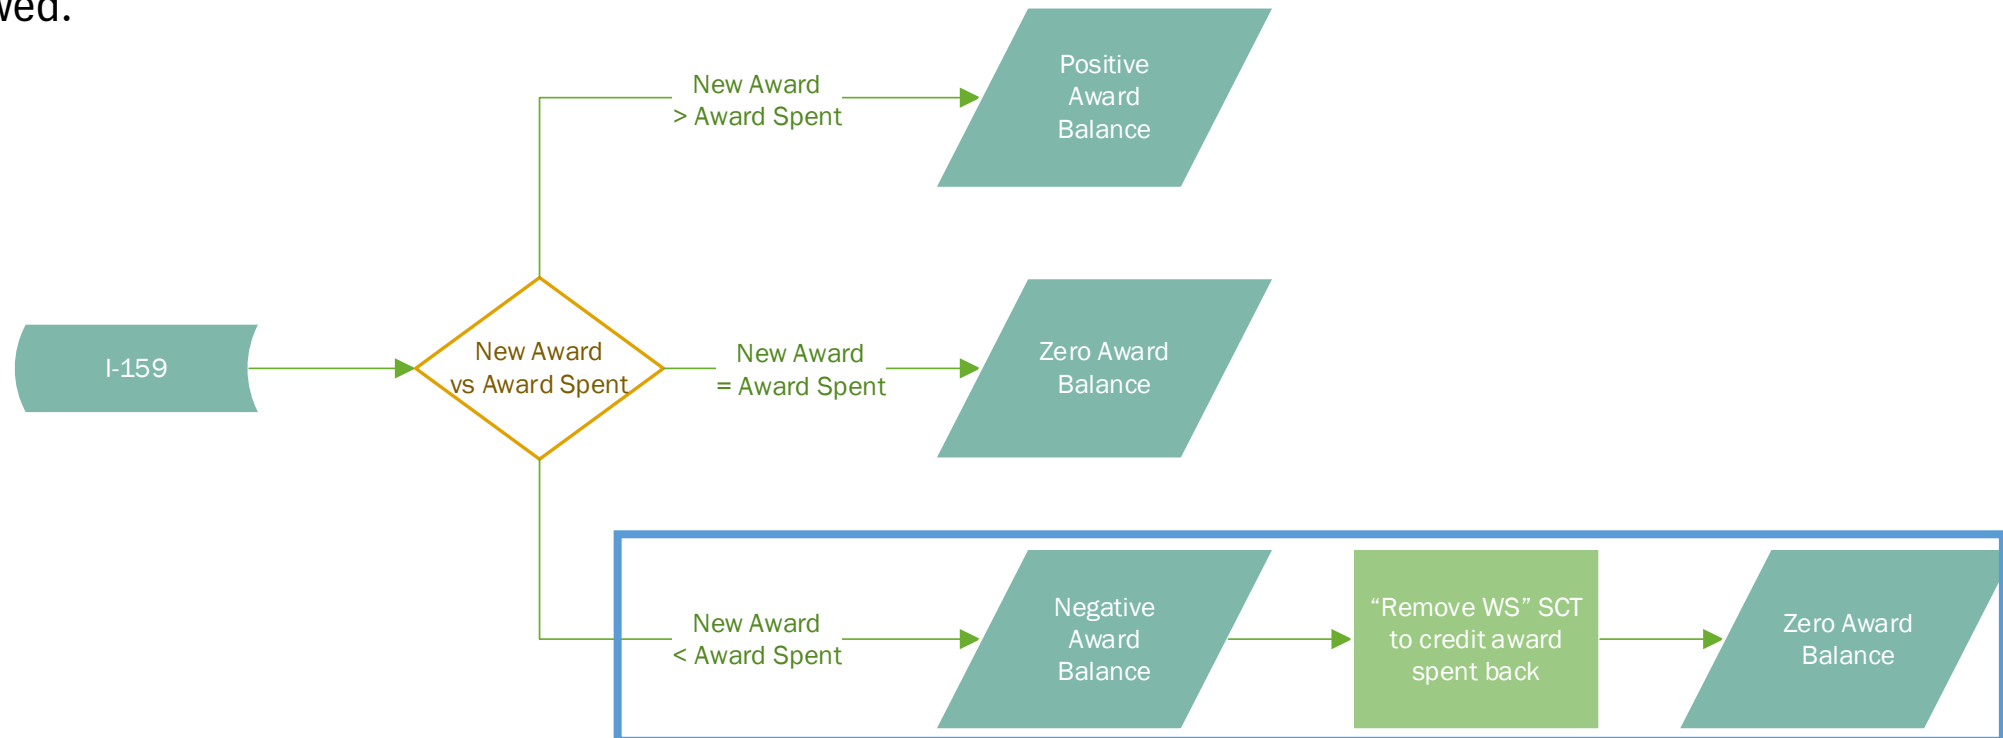 New Award
> Award Spent
Positive
Award
Balance
I-159
New Award
vs Award Spent
New Award
= Award Spent
Zero Award
Balance
New Award
< Award Spent
Negative
Award
Balance
“Remove WS” SCT
to credit award
spent back
Zero Award
Balance